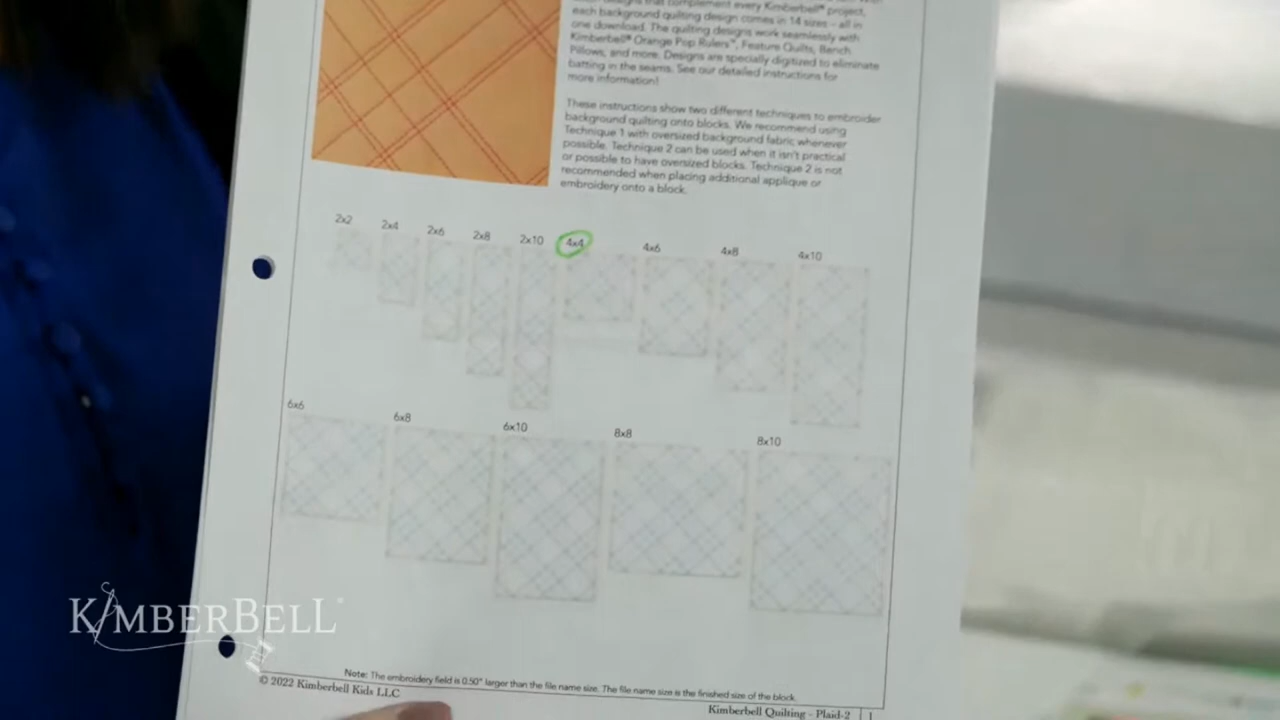 designs that complement every Kimberbell® project,
each background quilting design comes in 14 sizes – all in
one download. The quilting designs work seamlessly with
Kimberbell® Orange Pop Rulers™, Feature Quilts, Bench
Pillows, and more. Designs are specially digitized to eliminate
batting in the seams. See our detailed instructions for
more information!
These instructions show two different techniques to embroider
background quilting onto blocks. We recommend using
Technique 1 with oversized background fabric whenever
possible. Technique 2 can be used when it isn't practical
or possible to have oversized blocks. Technique 2 is not
recommended when placing additional applique or
embroidery onto a block.
2x2 2x4 2x6 2x8 2x10 4x4 4x6 4x8 4x10
6x6 6x8 6x10 8x8 8x10
KIMBERBELL®
Note: The embroidery field is 0.50" larger than the file name size. The file name size is the finished size of the block.
© 2022 Kimberbell Kids LLC
Kimberbell Quilting - Plaid-2 | 1